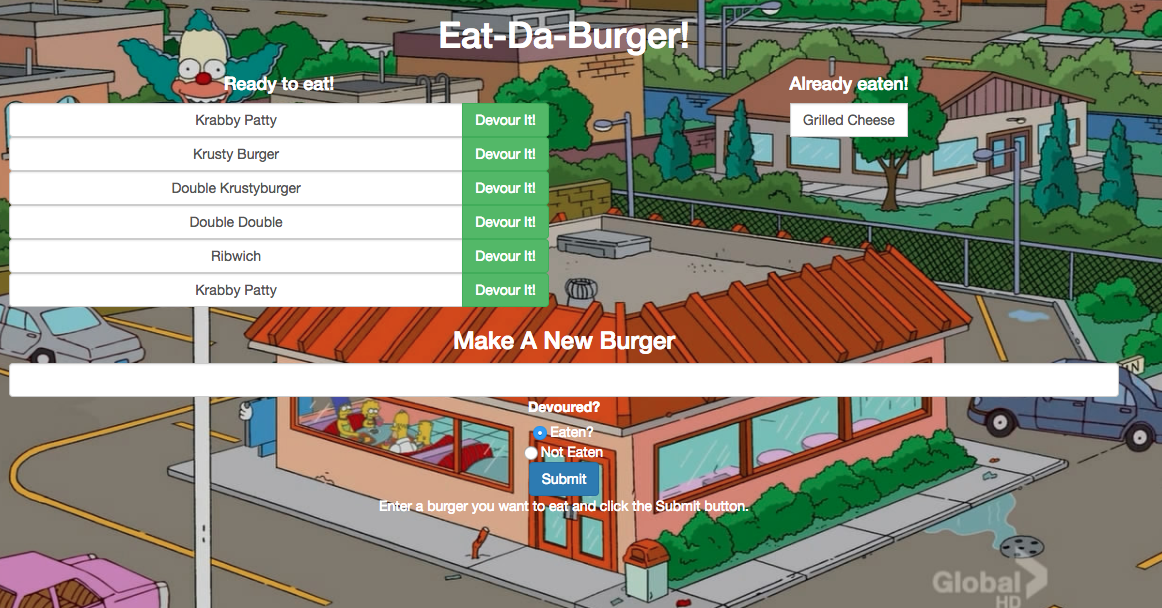 Eat-Da-Burger!
Ready to eat!
Krabby Patty Devour It!
Krusty Burger Devour It!
Double Krustyburger Devour It!
Double Double Devour It!
Ribwich Devour It!
Krabby Patty Devour It!
Already eaten!
Grilled Cheese
Make A New Burger
Devoured?
Eaten?
Not Eaten
Submit
Enter a burger you want to eat and click the Submit button.
Global
HD